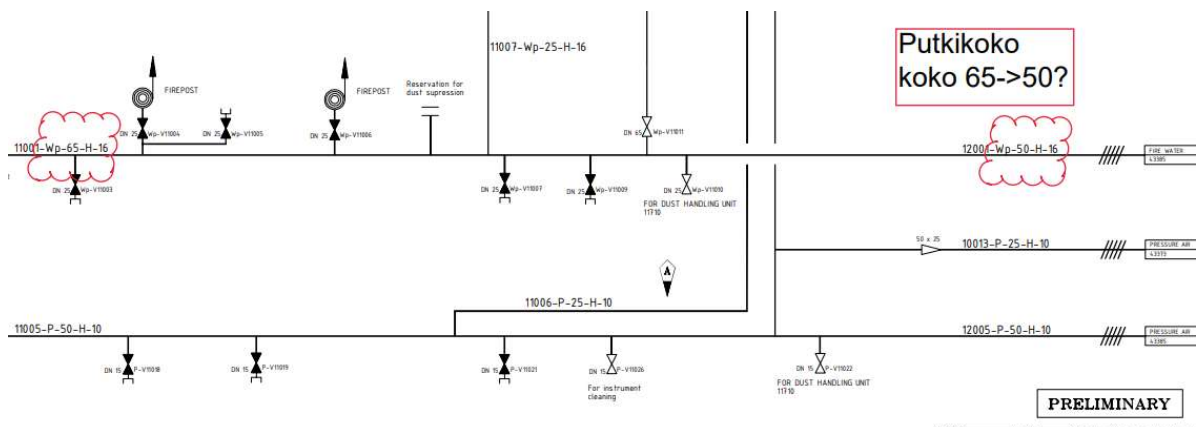 11007-Wp-25-H-16
Putkikoko
koko 65->50?
FIREPOST
FIREPOST
Reservation for
dust supression
DN 25 Wp-V11004
DN 25 Wp-V11005
DN 25 Wp-V11006
DN 65 Wp-V11011
11001-Wp-65-H-16
12001-Wp-50-H-16
FIRE WATER
43385
DN 25 Wp-V11003
DN 25 Wp-V11007
DN 25 Wp-V11009
DN 25 Wp-V11010
FOR DUST HANDLING UNIT
11710
50 x 25
10013-P-25-H-10
PRESSURE AIR
43373
A
11006-P-25-H-10
11005-P-50-H-10
12005-P-50-H-10
PRESSURE AIR
43385
DN 15 P-V11018
DN 15 P-V11019
DN 15 P-V11021
DN 15 P-V11026
DN 15 P-V11022
For instrument
cleaning
FOR DUST HANDLING UNIT
11710
PRELIMINARY